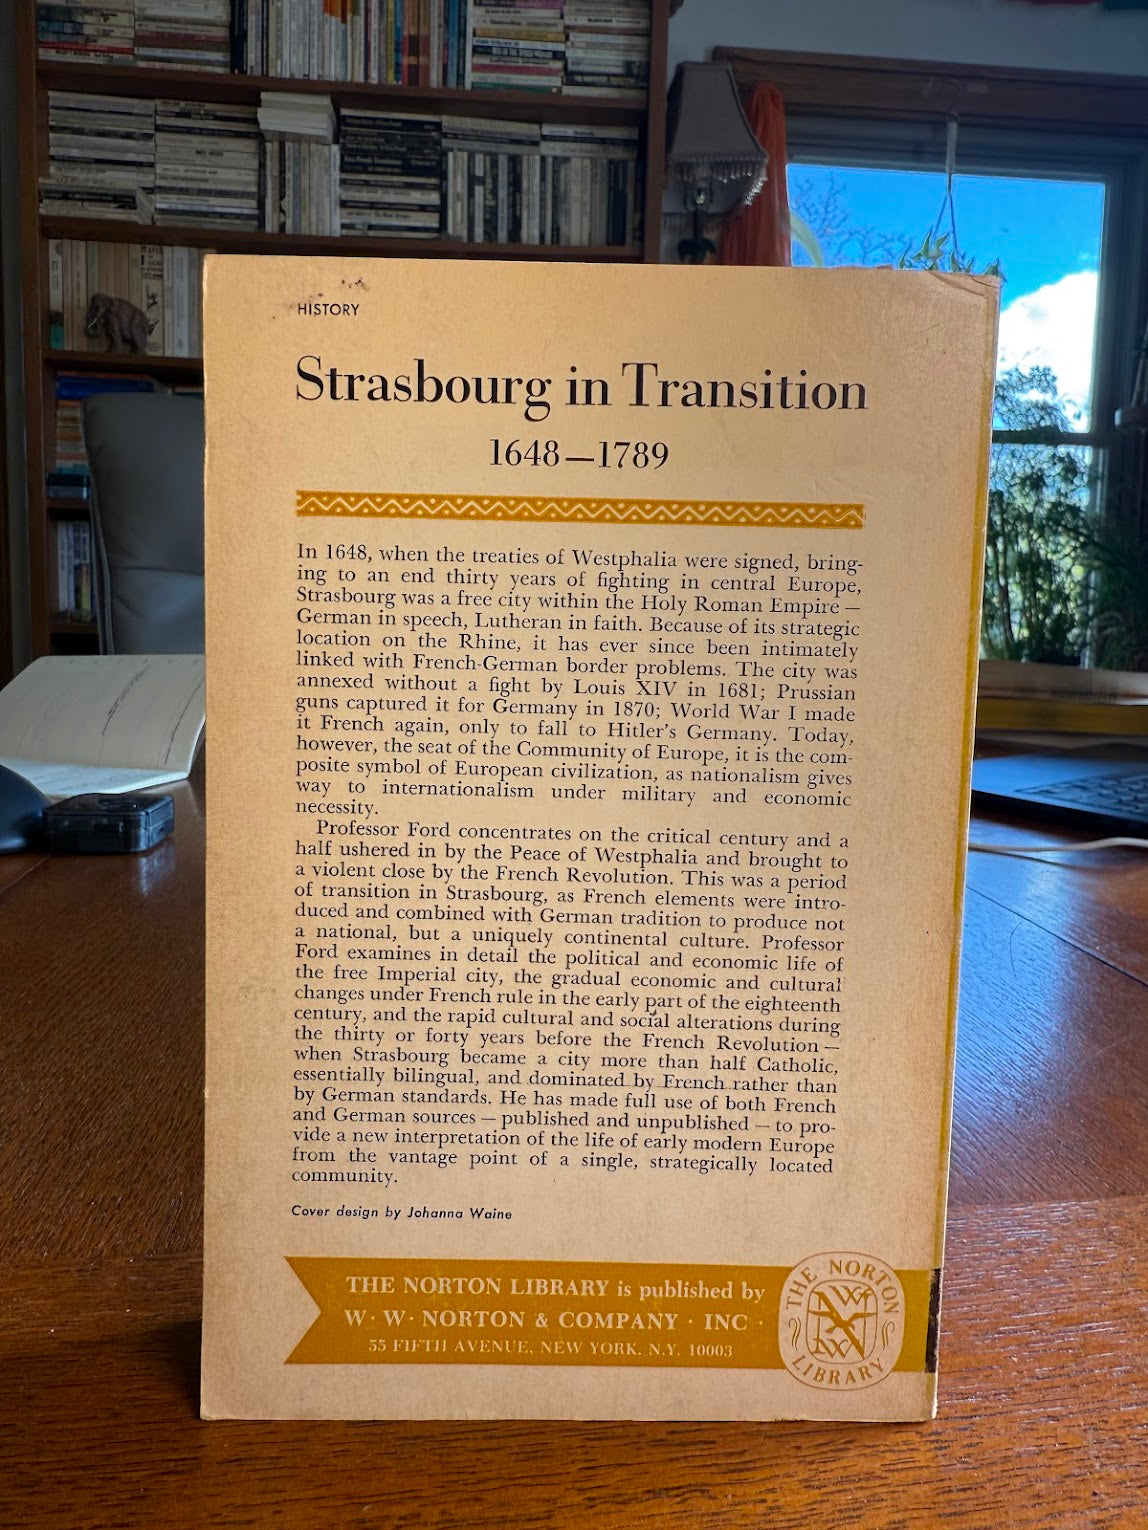 HISTORY
Strasbourg in Transition
1648—1789
In 1648, when the treaties of Westphalia were signed, bring-
ing to an end thirty years of fighting in central Europe,
Strasbourg was a free city within the Holy Roman Empire —
German in speech, Lutheran in faith. Because of its strategic
location on the Rhine, it has ever since been intimately
linked with French-German border problems. The city was
annexed without a fight by Louis XIV in 1681; Prussian
guns captured it for Germany in 1870; World War I made
it French again, only to fall to Hitler's Germany. Today,
however, the seat of the Community of Europe, it is the com-
posite symbol of European civilization, as nationalism gives
way to internationalism under military and economic
necessity.
Professor Ford concentrates on the critical century and a
half ushered in by the Peace of Westphalia and brought to
a violent close by the French Revolution. This was a period
of transition in Strasbourg, as French elements were intro-
duced and combined with German tradition to produce not
a national, but a uniquely continental culture. Professor
Ford examines in detail the political and economic life of
the free Imperial city, the gradual economic and cultural
changes under French rule in the early part of the eighteenth
century, and the rapid cultural and social alterations during
the thirty or forty years before the French Revolution —
when Strasbourg became a city more than half Catholic,
essentially bilingual, and dominated by French rather than
by German standards. He has made full use of both French
and German sources — published and unpublished — to pro-
vide a new interpretation of the life of early modern Europe
from the vantage point of a single, strategically located
community.
Cover design by Johanna Waine
THE NORTON LIBRARY is published by
W · W · NORTON & COMPANY · INC ·
55 FIFTH AVENUE, NEW YORK, N.Y. 10003
THE NORTON
LIBRARY